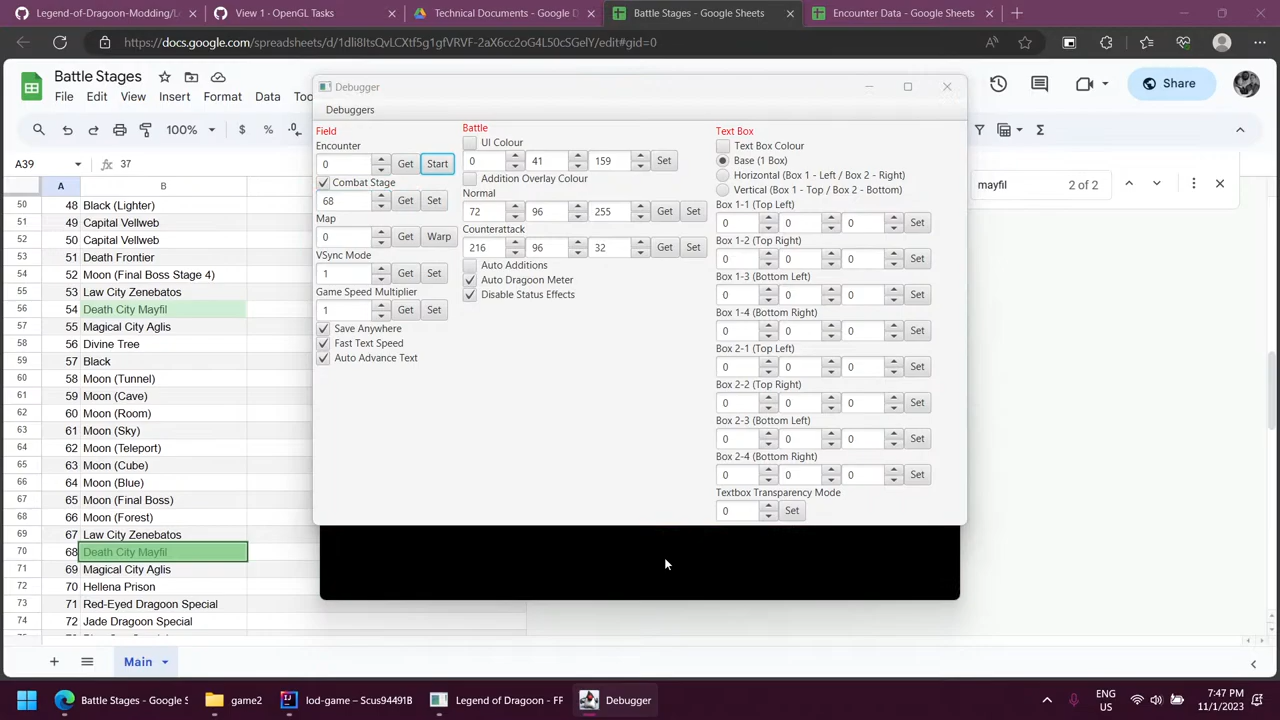 Legend-of-Dragoon-Modding/L
View 1 - OpenGL Tasks
Technical Documents - Google D
Battle Stages - Google Sheets
Encounter Data - Google Sheets
https://docs.google.com/spreadsheets/d/1dIi8ItsQvLCXtf5g1gfVRVF-2aX6cc2oG4L50cSGeIY/edit#gid=0
Battle Stages
File Edit View Insert Format Data Too
Share
100%
$ %
A39
fx 37
mayfil 2 of 2
A B
50 48 Black (Lighter)
51 49 Capital Vellweb
52 50 Capital Vellweb
53 51 Death Frontier
54 52 Moon (Final Boss Stage 4)
55 53 Law City Zenebatos
56 54 Death City Mayfil
57 55 Magical City Aglis
58 56 Divine Tree
59 57 Black
60 58 Moon (Tunnel)
61 59 Moon (Cave)
62 60 Moon (Room)
63 61 Moon (Sky)
64 62 Moon (Teleport)
65 63 Moon (Cube)
66 64 Moon (Blue)
67 65 Moon (Final Boss)
68 66 Moon (Forest)
69 67 Law City Zenebatos
70 68 Death City Mayfil
71 69 Magical City Aglis
72 70 Hellena Prison
73 71 Red-Eyed Dragoon Special
74 72 Jade Dragoon Special
Main
Debugger
Debuggers
Field
Encounter
0 Get Start
Combat Stage
68 Get Set
Map
0 Get Warp
VSync Mode
1 Get Set
Game Speed Multiplier
1 Get Set
Save Anywhere
Fast Text Speed
Auto Advance Text
Battle
UI Colour
0 41 159 Set
Addition Overlay Colour
Normal
72 96 255 Get Set
Counterattack
216 96 32 Get Set
Auto Additions
Auto Dragoon Meter
Disable Status Effects
Text Box
Text Box Colour
Base (1 Box)
Horizontal (Box 1 - Left / Box 2 - Right)
Vertical (Box 1 - Top / Box 2 - Bottom)
Box 1-1 (Top Left)
0 0 0 Set
Box 1-2 (Top Right)
0 0 0 Set
Box 1-3 (Bottom Left)
0 0 0 Set
Box 1-4 (Bottom Right)
0 0 0 Set
Box 2-1 (Top Left)
0 0 0 Set
Box 2-2 (Top Right)
0 0 0 Set
Box 2-3 (Bottom Left)
0 0 0 Set
Box 2-4 (Bottom Right)
0 0 0 Set
Textbox Transparency Mode
0 Set
Battle Stages - Google S
game2
lod-game – Scus94491B
Legend of Dragoon - FF
Debugger
ENG
US
7:47 PM
11/1/2023